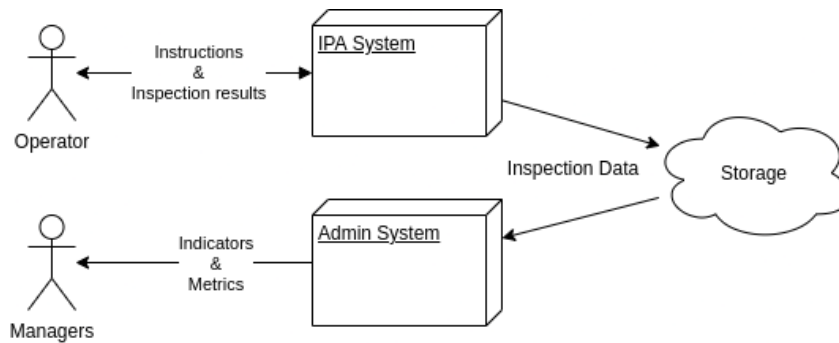 IPA System
Instructions
&
Inspection results
Operator
Inspection Data
Storage
Admin System
Indicators
&
Metrics
Managers